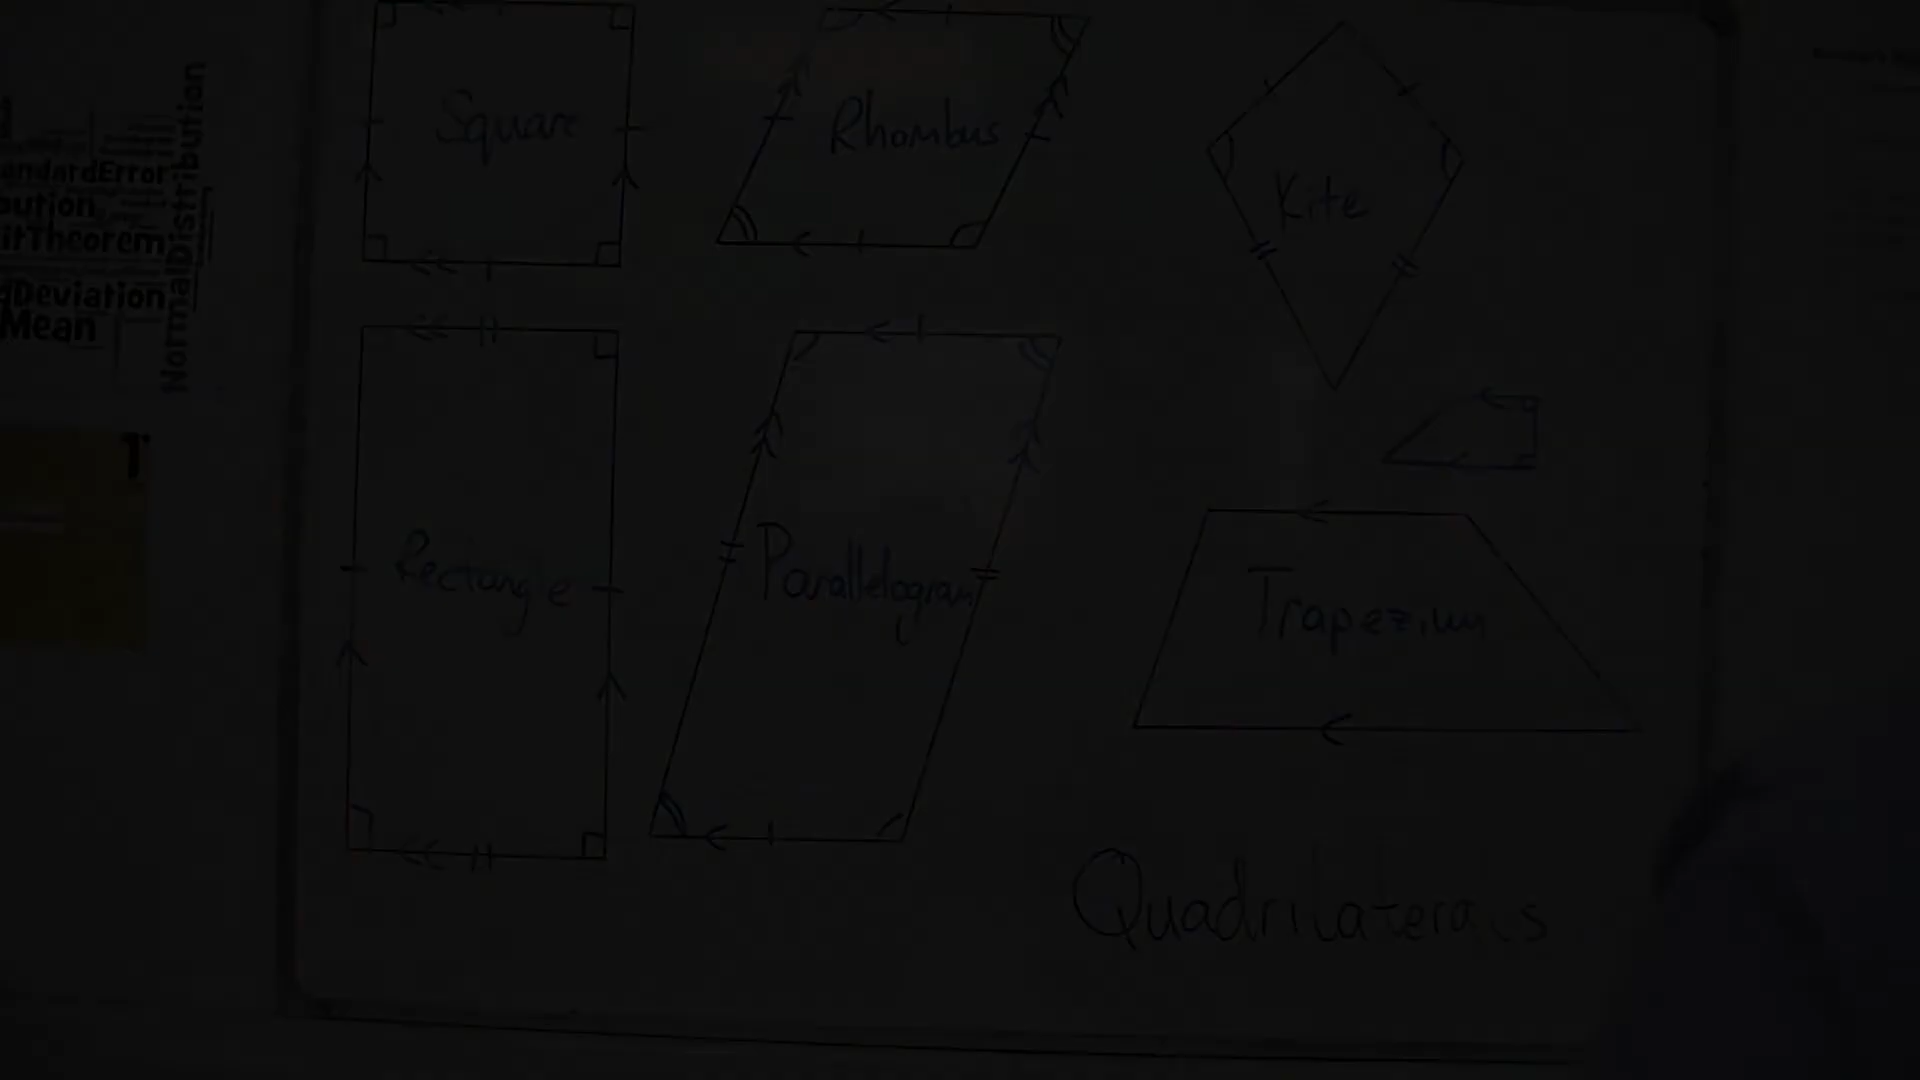 Square
Rhombus
Kite
Rectangle
Parallelogram
Trapezium
Quadrilaterals
andardError
bution
itTheorem
Deviation
Mean
NormalDistribution
T